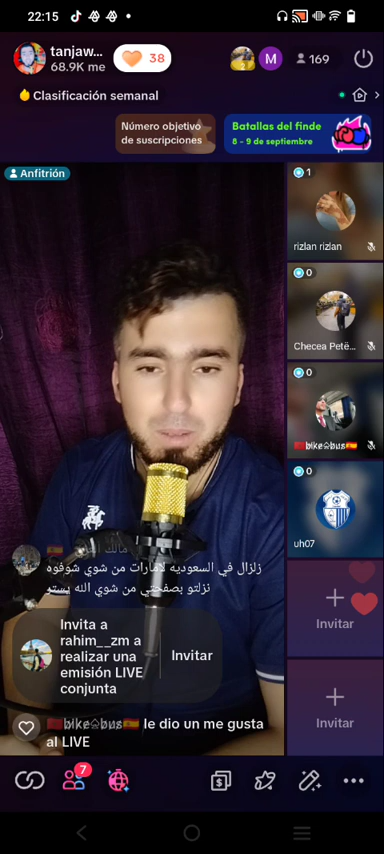 22:15
tanjaw...
68.9K me
38
M
169
Clasificación semanal
Número objetivo
de suscripciones
Batallas del finde
8 - 9 de septiembre
Anfitrión
1
rizlan rizlan
0
Checea Petë...
0
bike bus
0
uh07
زلزال في السعوديه لامارات من شوي شوفوه
نزلتو بصفحتي من شوي الله يستر
Invita a
rahim__zm a
realizar una
emisión LIVE
conjunta
Invitar
Invitar
Invitar
bike bus le dio un me gusta
al LIVE
7